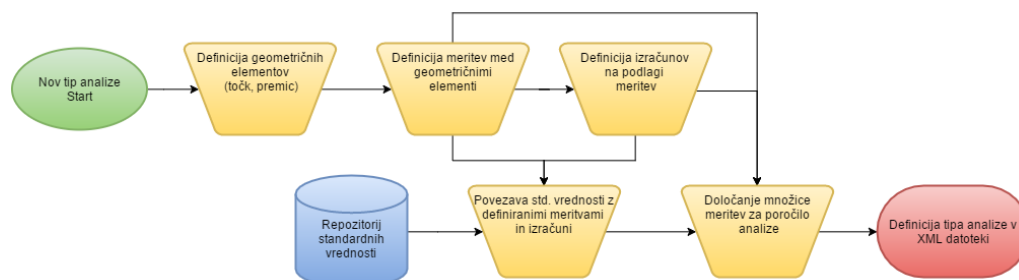 Nov tip analize
Start
Definicija geometričnih
elementov
(točk, premic)
Definicija meritev med
geometričnimi
elementi
Definicija izračunov
na podlagi
meritev
Repozitorij
standardnih
vrednosti
Povezava std. vrednosti z
definiranimi meritvami
in izračuni
Določanje množice
meritev za poročilo
analize
Definicija tipa analize v
XML datoteki